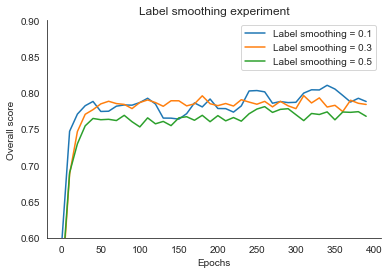 Label smoothing experiment
Label smoothing = 0.1
Label smoothing = 0.3
Label smoothing = 0.5
Overall score
0.90
0.85
0.80
0.75
0.70
0.65
0.60
0 50 100 150 200 250 300 350 400
Epochs